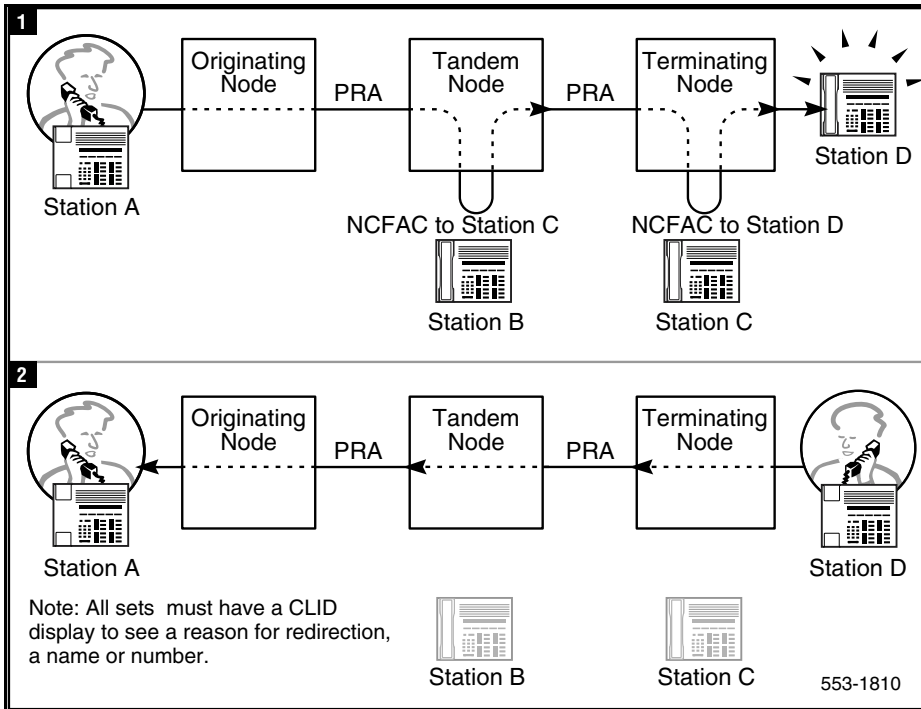 1
Originating
Node
PRA
Tandem
Node
PRA
Terminating
Node
Station A
Station D
NCFAC to Station C
NCFAC to Station D
Station B
Station C
2
Originating
Node
PRA
Tandem
Node
PRA
Terminating
Node
Station A
Station D
Note: All sets must have a CLID
display to see a reason for redirection,
a name or number.
Station B
Station C
553-1810